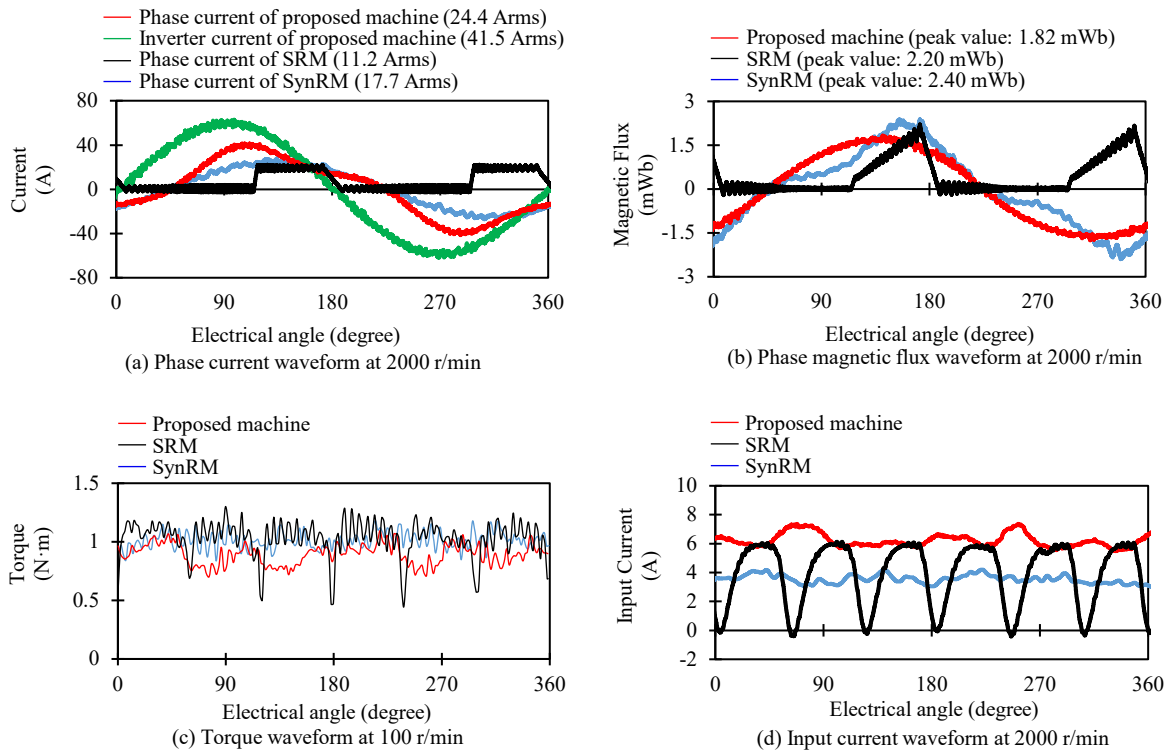 Phase current of proposed machine (24.4 Arms)
Inverter current of proposed machine (41.5 Arms)
Phase current of SRM (11.2 Arms)
Phase current of SynRM (17.7 Arms)
80
40
0
-40
-80
Current
(A)
0
90
180
270
360
Electrical angle (degree)
(a) Phase current waveform at 2000 r/min
Proposed machine (peak value: 1.82 mWb)
SRM (peak value: 2.20 mWb)
SynRM (peak value: 2.40 mWb)
3
1.5
0
-1.5
-3
Magnetic Flux
(mWb)
0
90
180
270
360
Electrical angle (degree)
(b) Phase magnetic flux waveform at 2000 r/min
Proposed machine
SRM
SynRM
1.5
1
0.5
0
Torque
(N·m)
0
90
180
270
360
Electrical angle (degree)
(c) Torque waveform at 100 r/min
Proposed machine
SRM
SynRM
10
8
6
4
2
0
-2
Input Current
(A)
0
90
180
270
360
Electrical angle (degree)
(d) Input current waveform at 2000 r/min